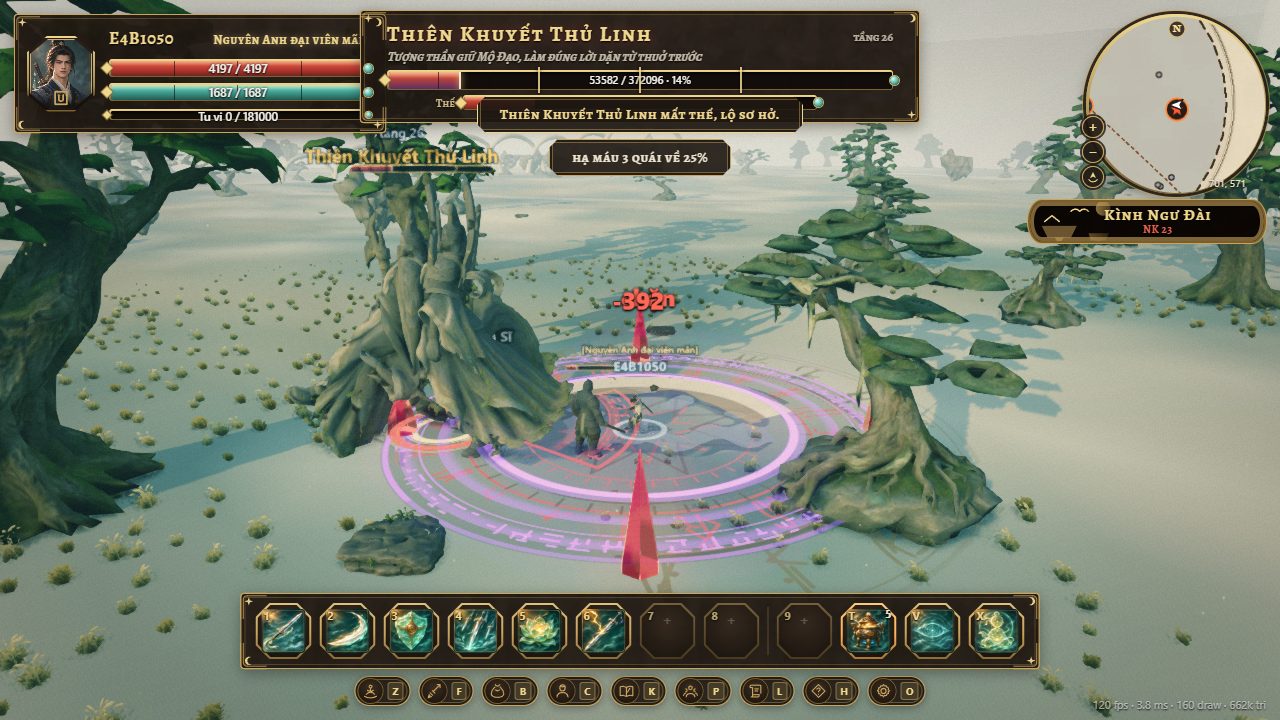 E4B1050
Nguyên Anh đại viên mã
4197 / 4197
1687 / 1687
Tu vi 0 / 181000
U
Thiên Khuyết Thủ Linh
Tầng 26
Tượng thần giữ Mộ Đạo, làm đúng lời dặn từ thuở trước
53582 / 372096 · 14%
Thế
Thiên Khuyết Thủ Linh mất thế, lộ sơ hở.
Hạ máu 3 quái về 25%
Tầng 26
Thiên Khuyết Thủ Linh
N
+
−
701, 571
Kình Ngư Đài
NK 23
-392
Sĩ
[Nguyên Anh đại viên mãn]
E4B1050
1 2 3 4 5 6 7 8 9 T 5 V X
Z F B C K P L H O
120 fps · 3.8 ms · 160 draw · 662k tri